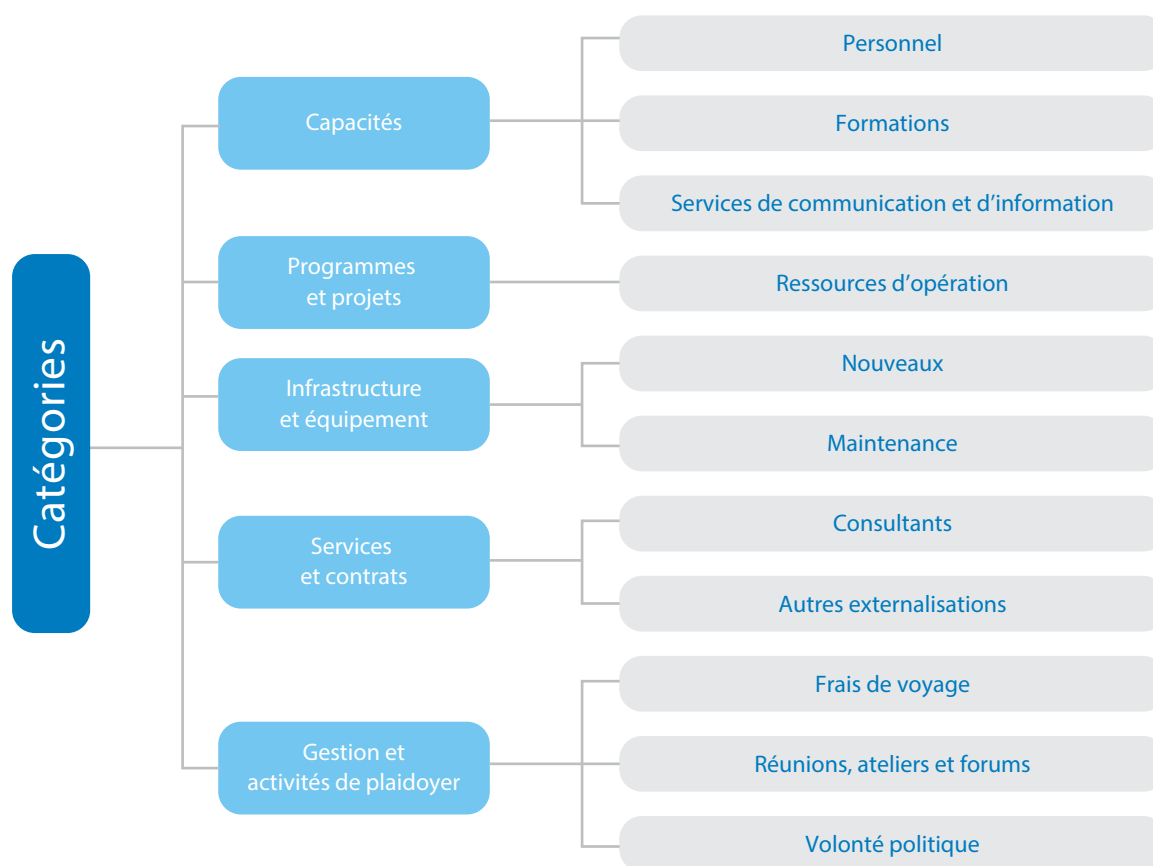 Catégories
Capacités
Personnel
Formations
Services de communication et d’information
Programmes
et projets
Ressources d’opération
Infrastructure
et équipement
Nouveaux
Maintenance
Services
et contrats
Consultants
Autres externalisations
Gestion et
activités de plaidoyer
Frais de voyage
Réunions, ateliers et forums
Volonté politique